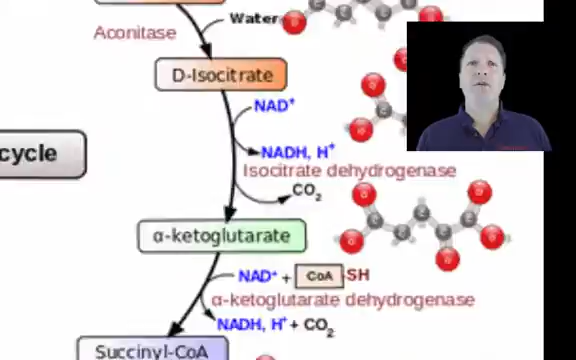 Water
Aconitase
D-Isocitrate
NAD⁺
cycle
NADH, H⁺
Isocitrate dehydrogenase
CO₂
α-ketoglutarate
NAD⁺ + CoA-SH
α-ketoglutarate dehydrogenase
NADH, H⁺ + CO₂
Succinyl-CoA